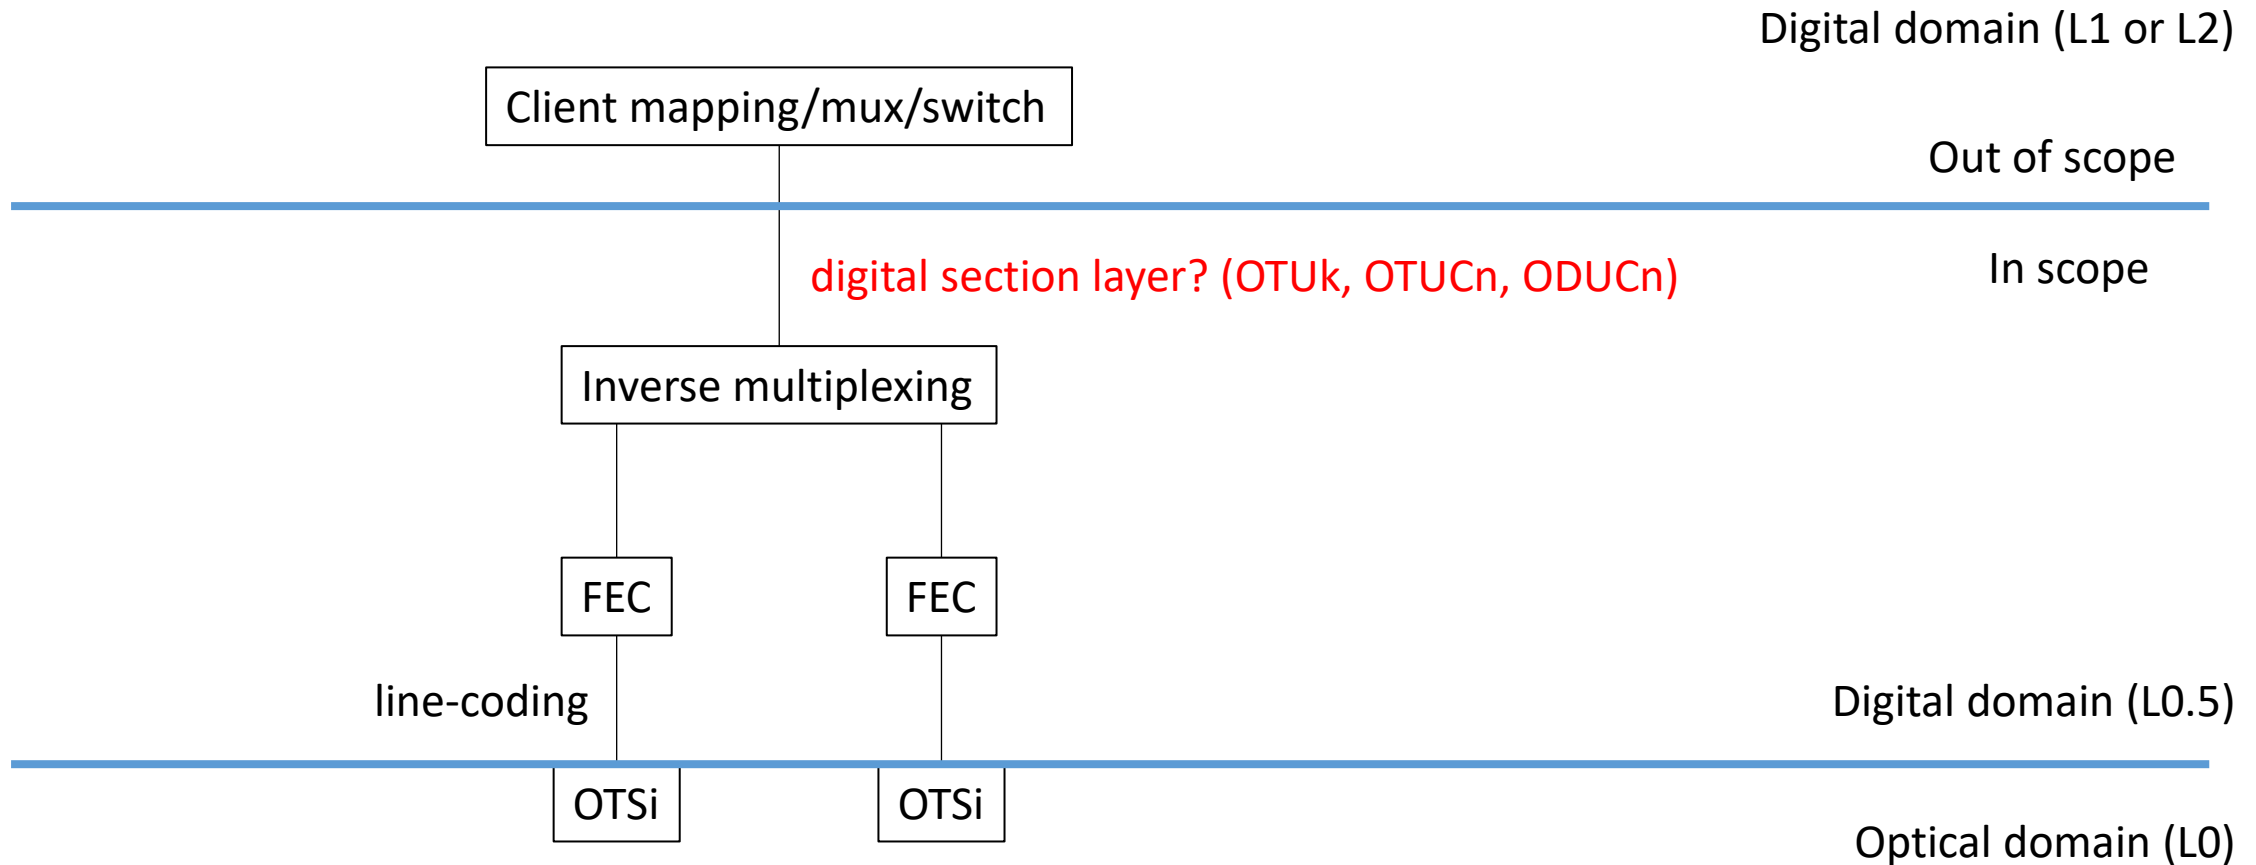 Digital domain (L1 or L2)
Client mapping/mux/switch
Out of scope
digital section layer? (OTUk, OTUCn, ODUCn)
In scope
Inverse multiplexing
FEC
FEC
line-coding
Digital domain (L0.5)
OTSi
OTSi
Optical domain (L0)